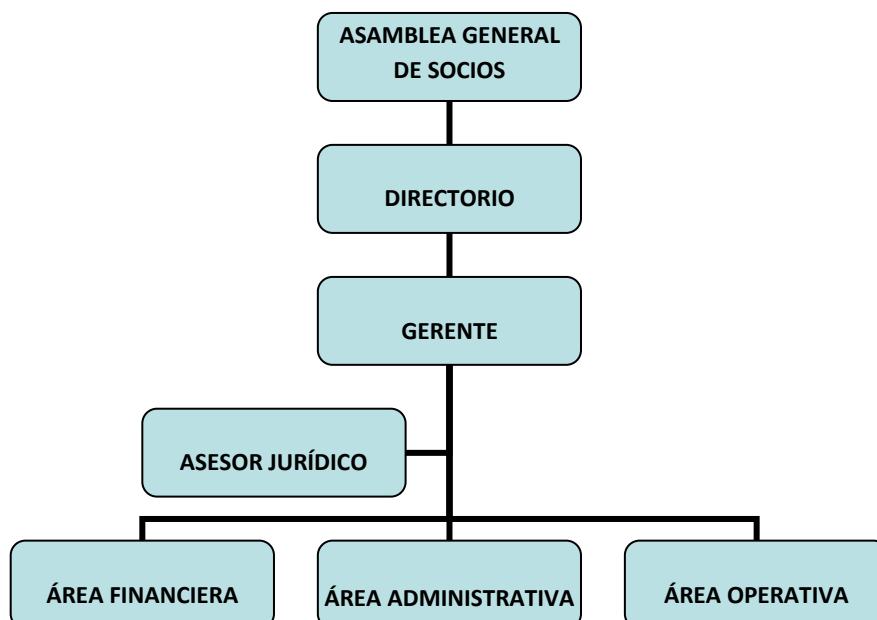 ASAMBLEA GENERAL
DE SOCIOS
DIRECTORIO
GERENTE
ASESOR JURÍDICO
ÁREA FINANCIERA
ÁREA ADMINISTRATIVA
ÁREA OPERATIVA